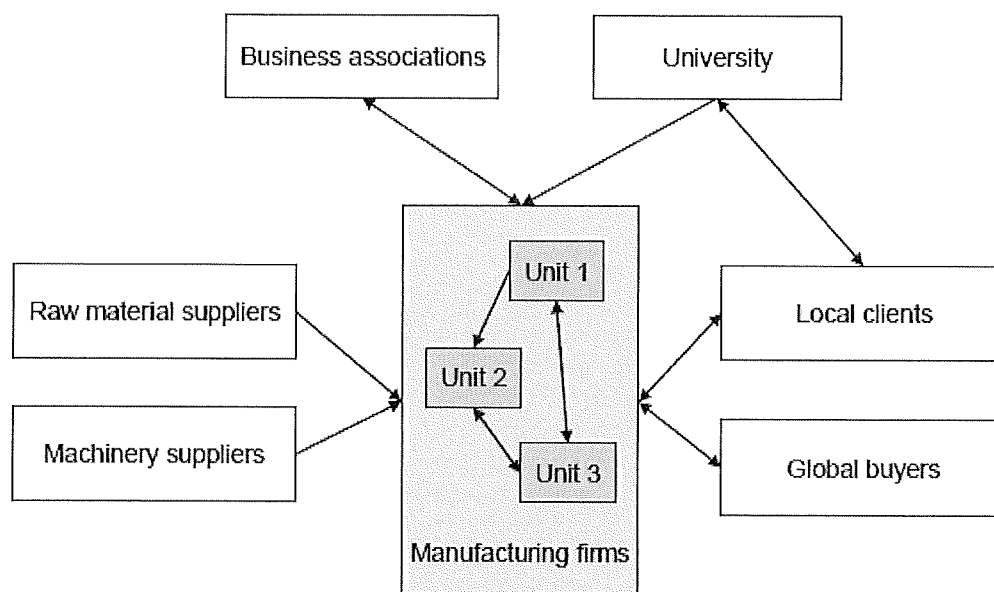 Business associations
University
Unit 1
Raw material suppliers
Local clients
Unit 2
Machinery suppliers
Unit 3
Global buyers
Manufacturing firms